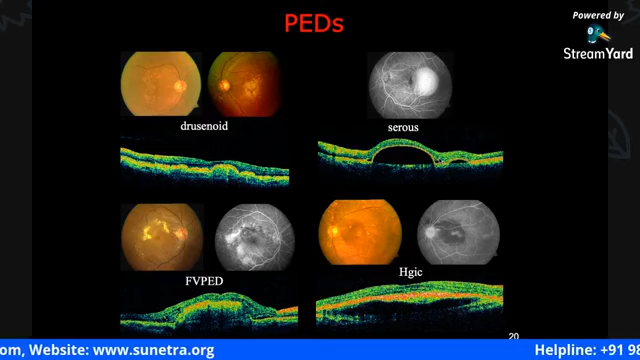 PEDs
Powered by
StreamYard
drusenoid
serous
FVPED
Hgic
20
om, Website: www.sunetra.org
Helpline: +91 98